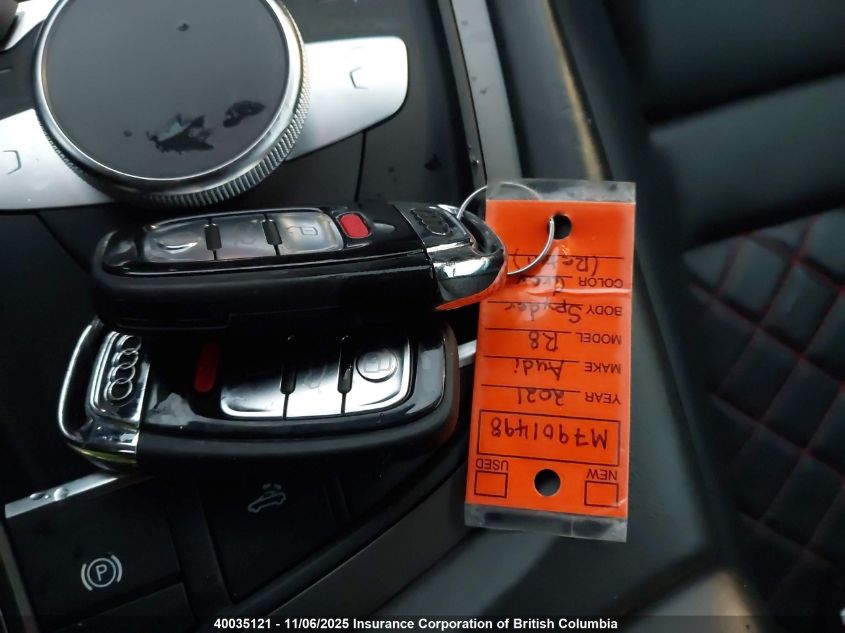 NEW
USED
M7901498
YEAR 2021
MAKE Audi
MODEL R8
BODY Spyder
COLOR Grey
P
40035121 - 11/06/2025 Insurance Corporation of British Columbia